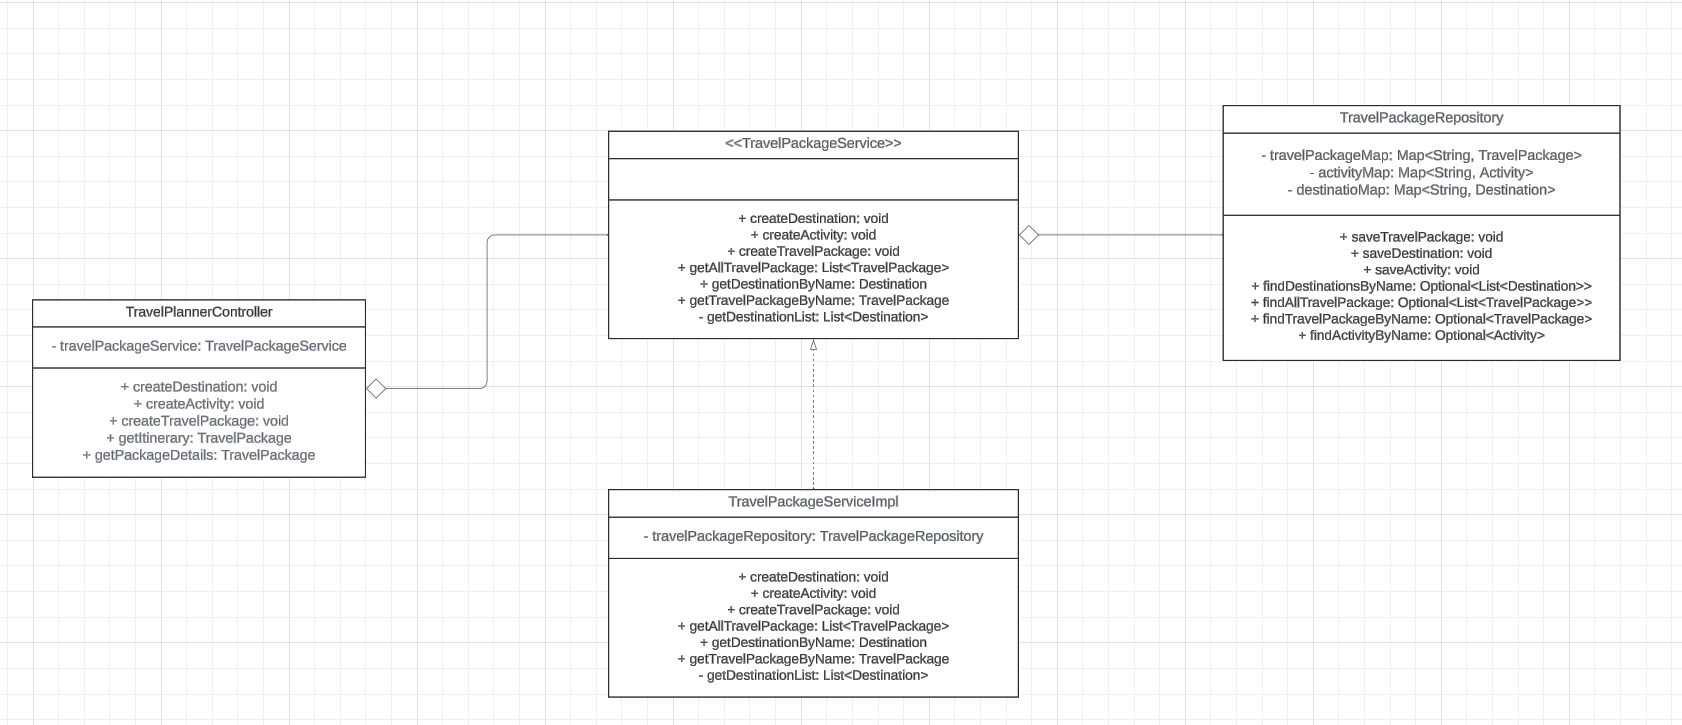 TravelPlannerController
- travelPackageService: TravelPackageService
+ createDestination: void
+ createActivity: void
+ createTravelPackage: void
+ getItinerary: TravelPackage
+ getPackageDetails: TravelPackage
<<TravelPackageService>>
+ createDestination: void
+ createActivity: void
+ createTravelPackage: void
+ getAllTravelPackage: List<TravelPackage>
+ getDestinationByName: Destination
+ getTravelPackageByName: TravelPackage
- getDestinationList: List<Destination>
TravelPackageServiceImpl
- travelPackageRepository: TravelPackageRepository
+ createDestination: void
+ createActivity: void
+ createTravelPackage: void
+ getAllTravelPackage: List<TravelPackage>
+ getDestinationByName: Destination
+ getTravelPackageByName: TravelPackage
- getDestinationList: List<Destination>
TravelPackageRepository
- travelPackageMap: Map<String, TravelPackage>
- activityMap: Map<String, Activity>
- destinatioMap: Map<String, Destination>
+ saveTravelPackage: void
+ saveDestination: void
+ saveActivity: void
+ findDestinationsByName: Optional<List<Destination>>
+ findAllTravelPackage: Optional<List<TravelPackage>>
+ findTravelPackageByName: Optional<TravelPackage>
+ findActivityByName: Optional<Activity>